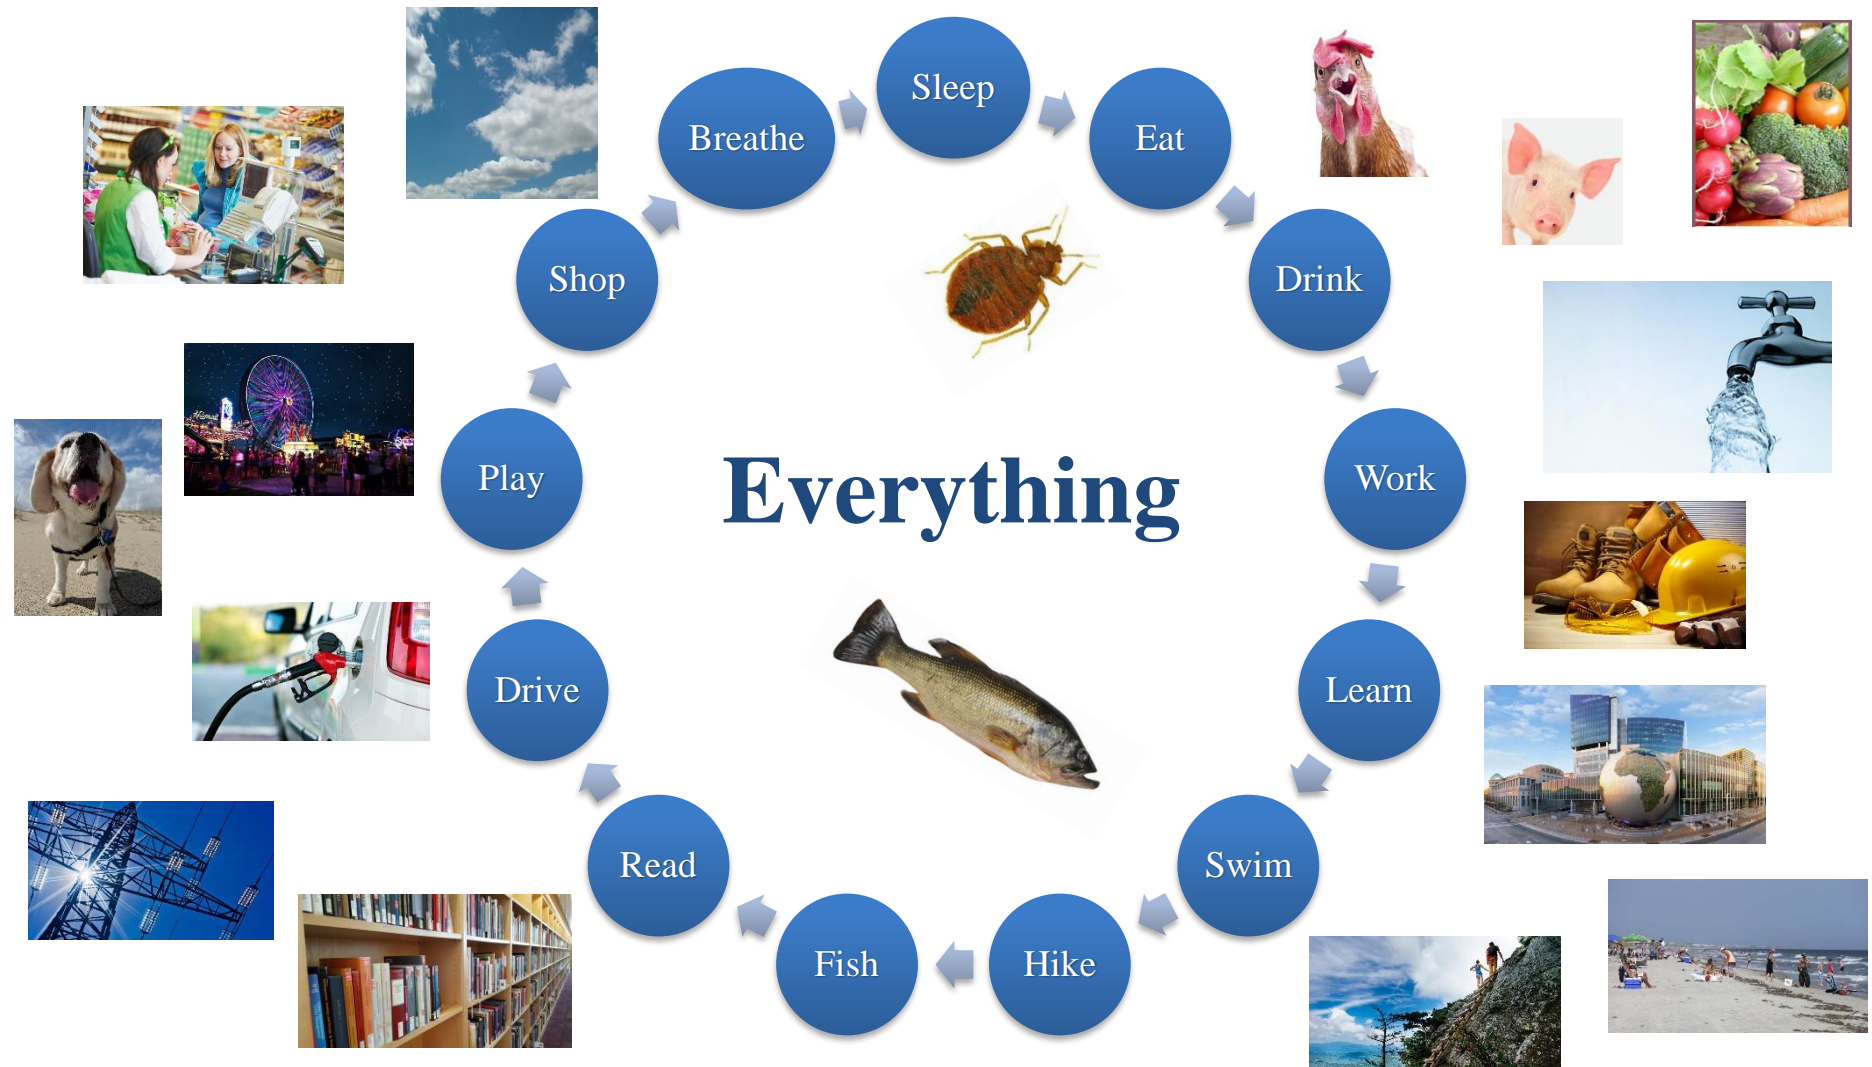 Sleep
Eat
Drink
Work
Learn
Swim
Hike
Fish
Read
Drive
Play
Shop
Breathe
Everything